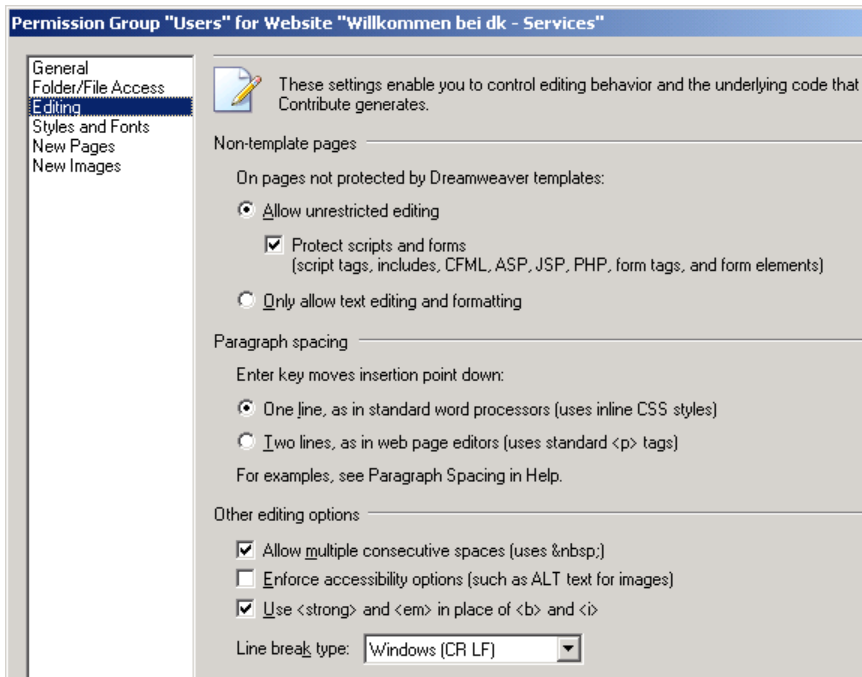 Permission Group "Users" for Website "Willkommen bei dk - Services"
General
Folder/File Access
Editing
Styles and Fonts
New Pages
New Images
These settings enable you to control editing behavior and the underlying code that
Contribute generates.
Non-template pages
On pages not protected by Dreamweaver templates:
Allow unrestricted editing
Protect scripts and forms
(script tags, includes, CFML, ASP, JSP, PHP, form tags, and form elements)
Only allow text editing and formatting
Paragraph spacing
Enter key moves insertion point down:
One line, as in standard word processors (uses inline CSS styles)
Two lines, as in web page editors (uses standard <p> tags)
For examples, see Paragraph Spacing in Help.
Other editing options
Allow multiple consecutive spaces (uses &nbsp;)
Enforce accessibility options (such as ALT text for images)
Use <strong> and <em> in place of <b> and <i>
Line break type: Windows (CR LF)